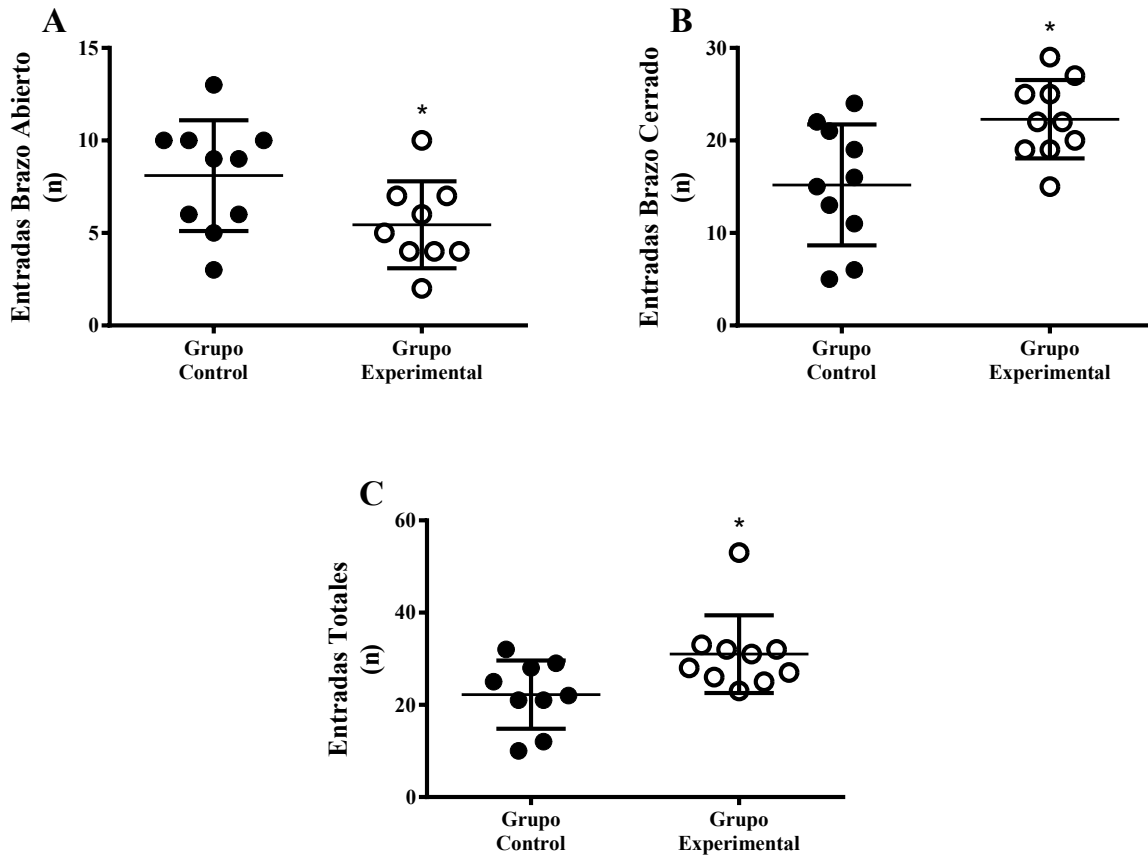 A
Entradas Brazo Abierto
(n)
15
10
5
0
*
Grupo
Control
Grupo
Experimental
B
Entradas Brazo Cerrado
(n)
30
20
10
0
*
Grupo
Control
Grupo
Experimental
C
Entradas Totales
(n)
60
40
20
0
*
Grupo
Control
Grupo
Experimental